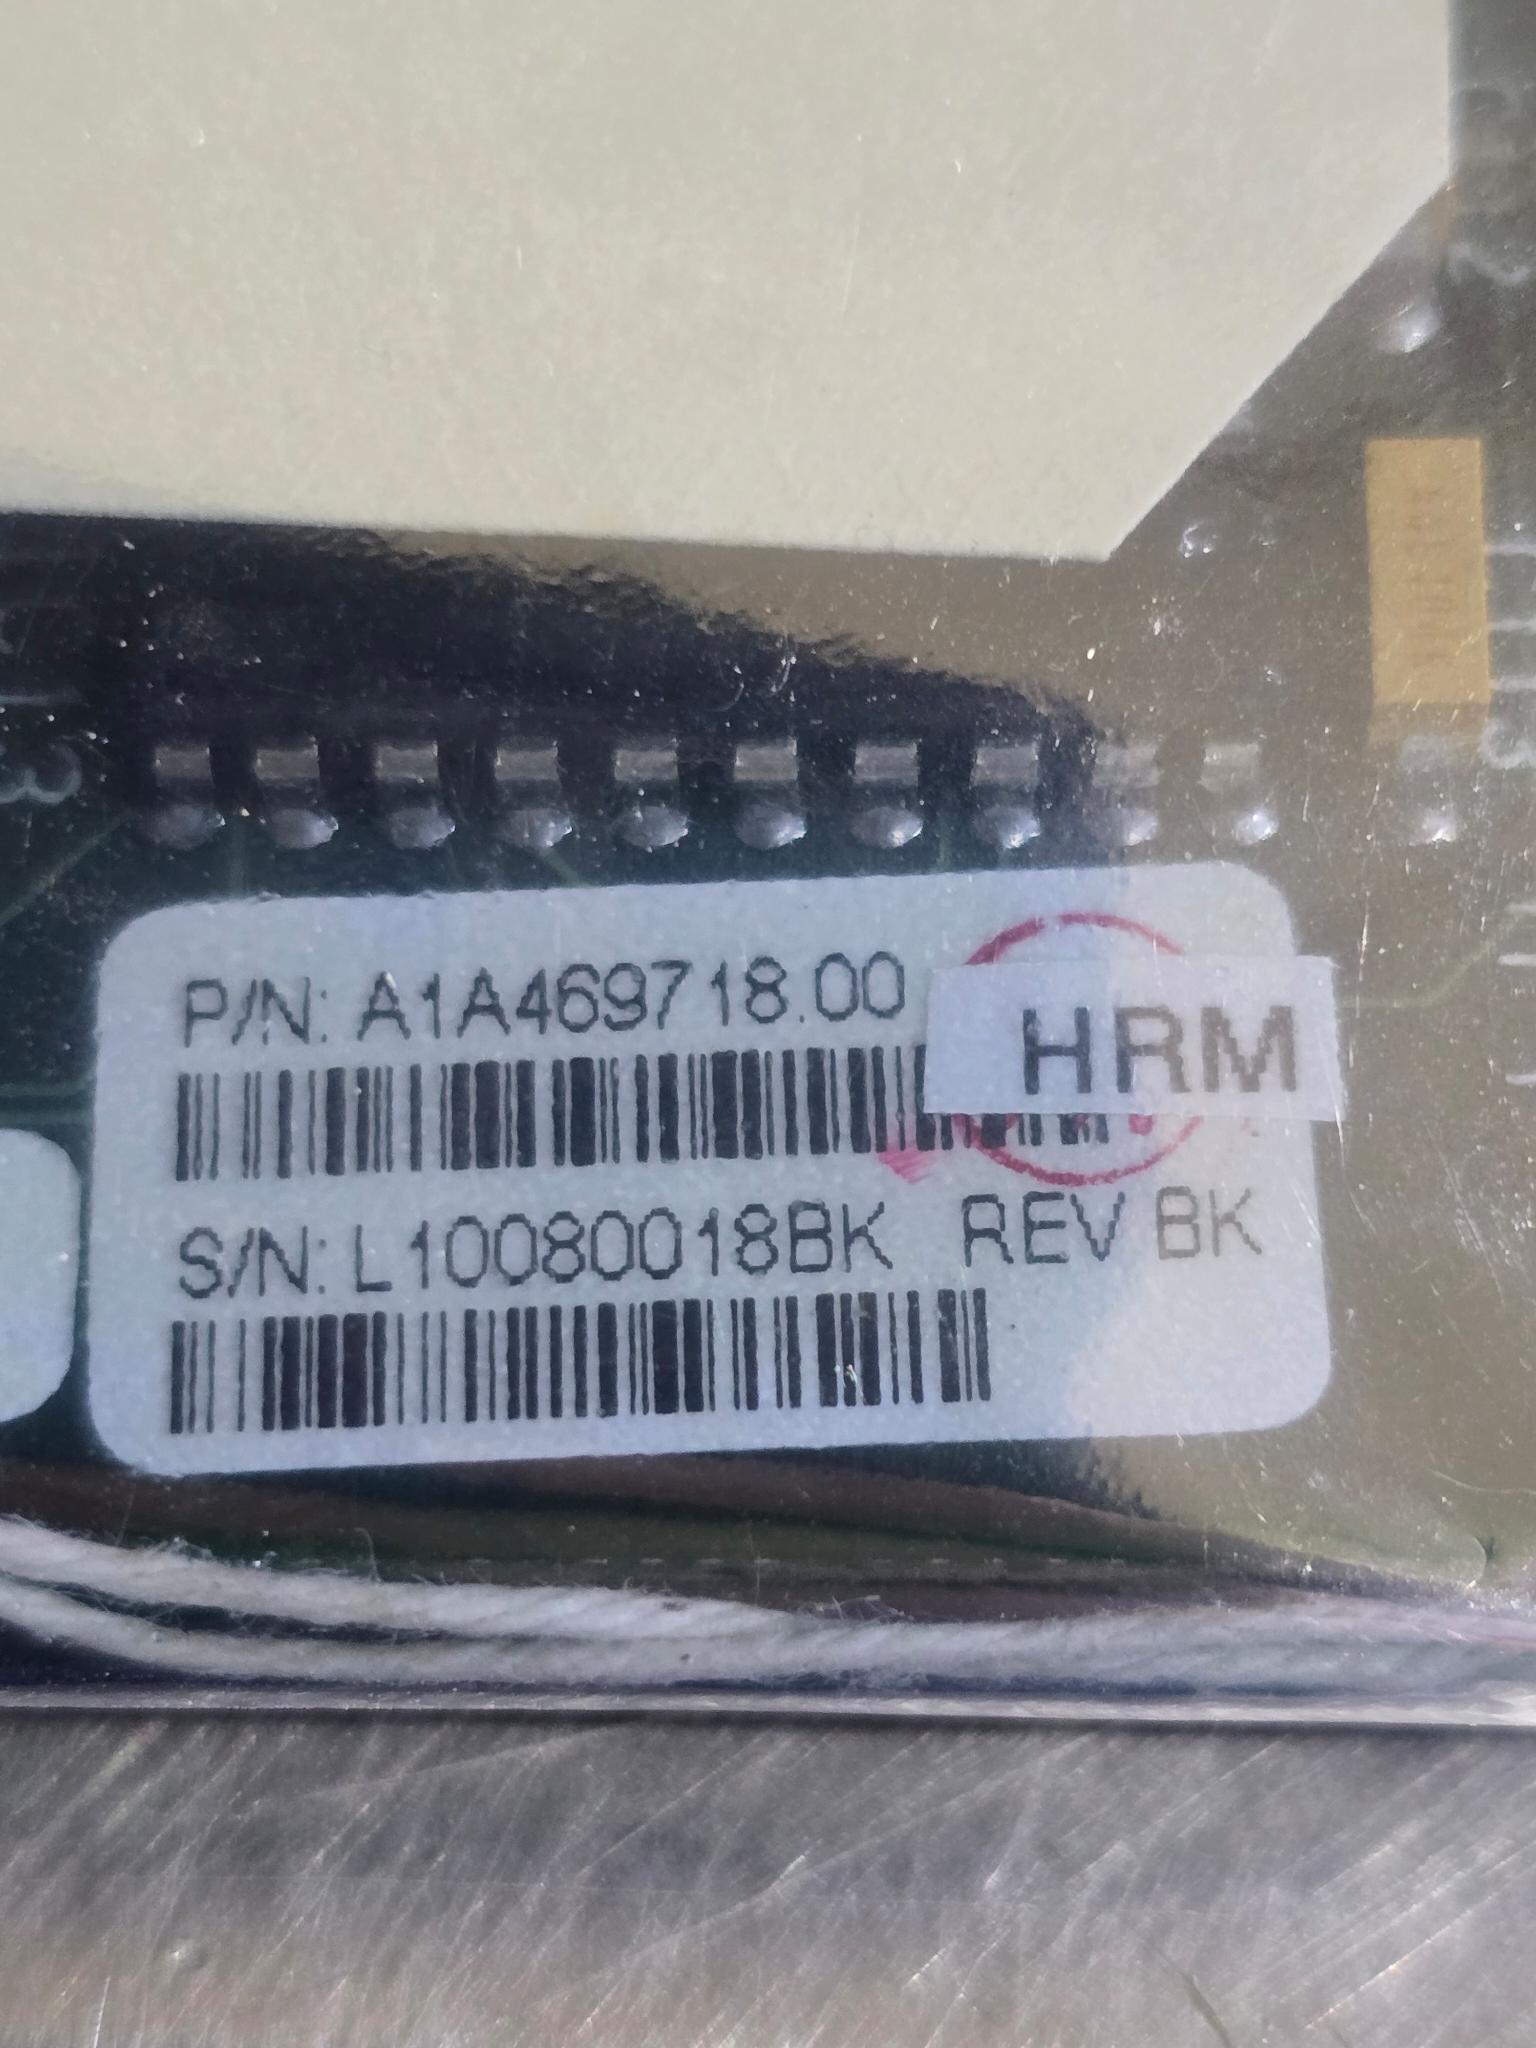 P/N: A1A469718.00
HRM
S/N: L10080018BK REV BK